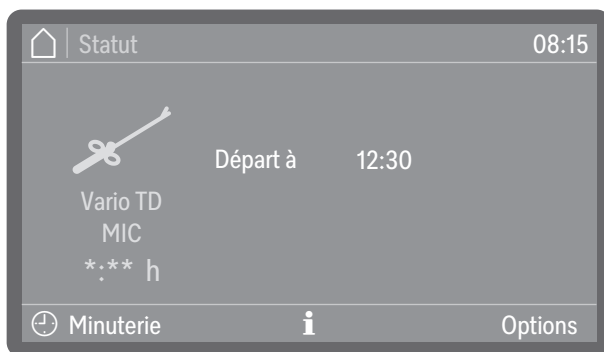 Statut 08:15
Départ à 12:30
Vario TD
MIC
*:** h
Minuterie i Options